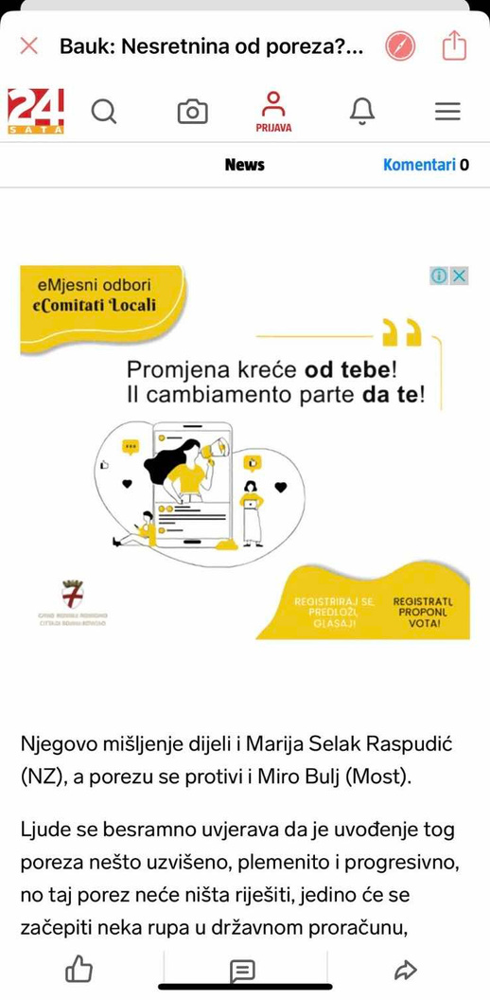 Bauk: Nesretnina od poreza?...
24
SATA
PRIJAVA
News
Komentari 0
eMjesni odbori
eComitati Locali
Promjena kreće od tebe!
Il cambiamento parte da te!
REGISTRIRAJ SE,
PREDLOŽI,
GLASAJ!
REGISTRATI,
PROPONI,
VOTA!
Njegovo mišljenje dijeli i Marija Selak Raspudić
(NZ), a porezu se protivi i Miro Bulj (Most).
Ljude se besramno uvjerava da je uvođenje tog
poreza nešto uzvišeno, plemenito i progresivno,
no taj porez neće ništa riješiti, jedino će se
začepiti neka rupa u državnom proračunu,